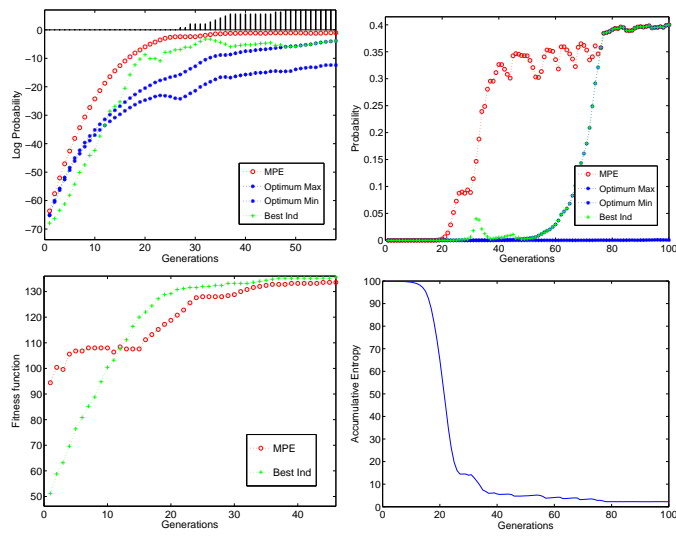 0
−10
−20
−30
−40
−50
−60
−70
Log Probability
0 10 20 30 40 50
Generations
MPE
Optimum Max
Optimum Min
Best Ind
0.4
0.35
0.3
0.25
0.2
0.15
0.1
0.05
0
Probability
0 20 40 60 80 100
Generations
MPE
Optimum Max
Optimum Min
Best Ind
130
120
110
100
90
80
70
60
50
Fitness function
0 10 20 30 40
Generations
MPE
Best Ind
100
90
80
70
60
50
40
30
20
10
0
Accumulative Entropy
0 20 40 60 80 100
Generations